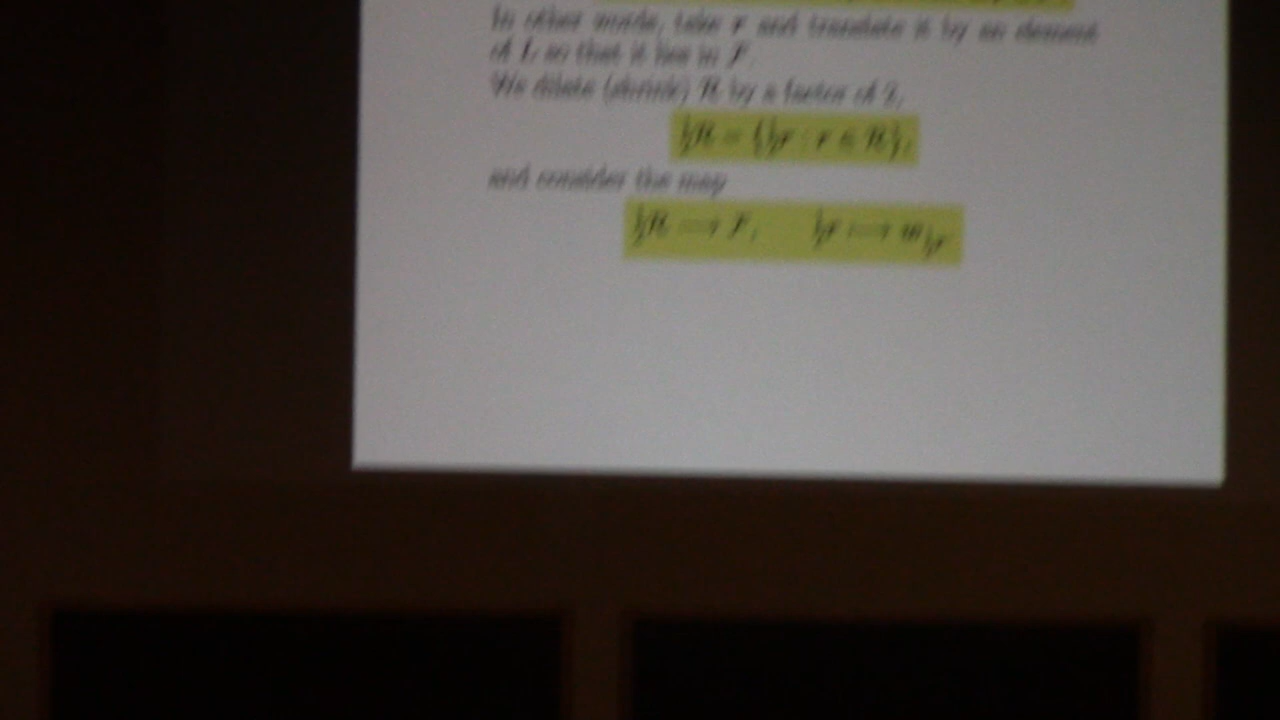 In other words, take r and translate it by an element
of L so that it lies in F.
We dilate (shrink) R by a factor of 2,
½R = {½r : r ∈ R},
and consider the map
½R ⟶ F, ½r ⟼ w½r